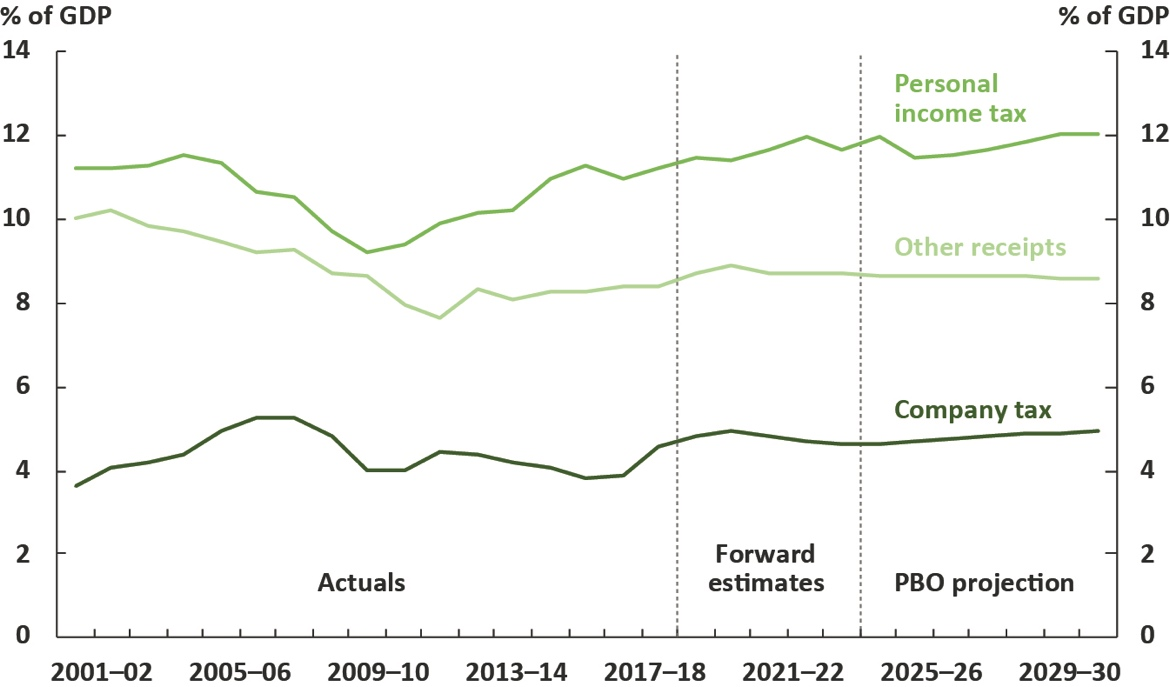 % of GDP % of GDP
14 14
Personal
income tax
12 12
10 10
Other receipts
8 8
6 6
Company tax
4 4
Forward
2 2
Actuals estimates PBO projection
0 0
2001–02 2005–06 2009–10 2013–14 2017–18 2021–22 2025–26 2029–30